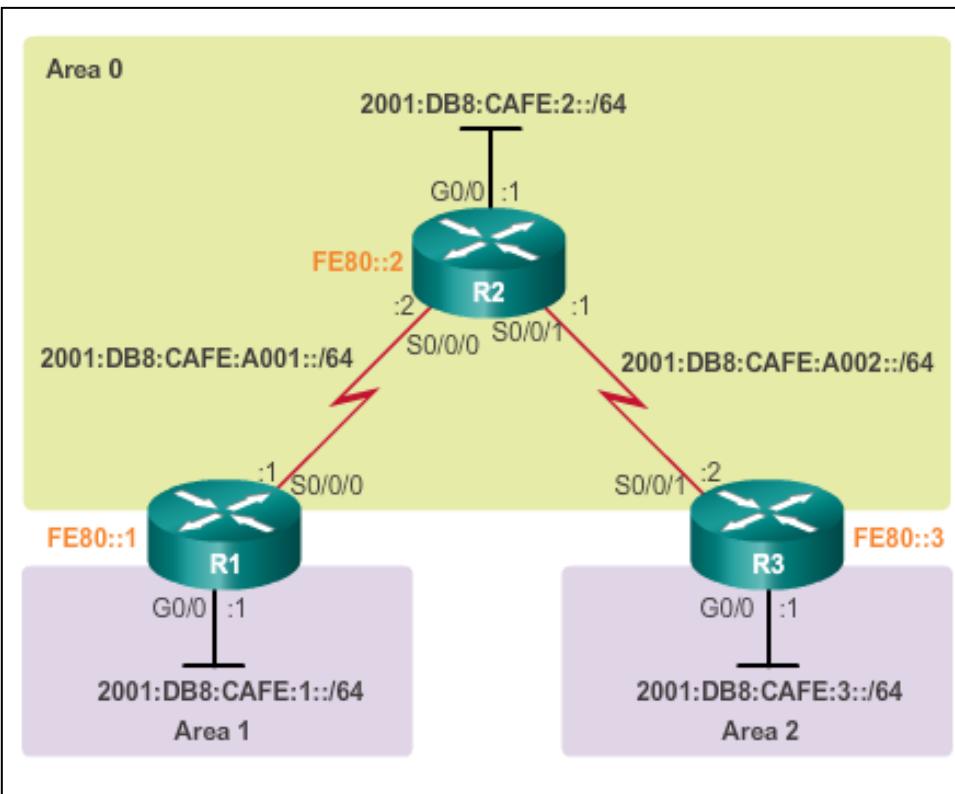 Area 0
2001:DB8:CAFE:2::/64
G0/0 :1
FE80::2
R2
:2 :1
S0/0/0 S0/0/1
2001:DB8:CAFE:A001::/64 2001:DB8:CAFE:A002::/64
:1 S0/0/0 S0/0/1 :2
FE80::1 FE80::3
R1 R3
G0/0 :1 G0/0 :1
2001:DB8:CAFE:1::/64 2001:DB8:CAFE:3::/64
Area 1 Area 2